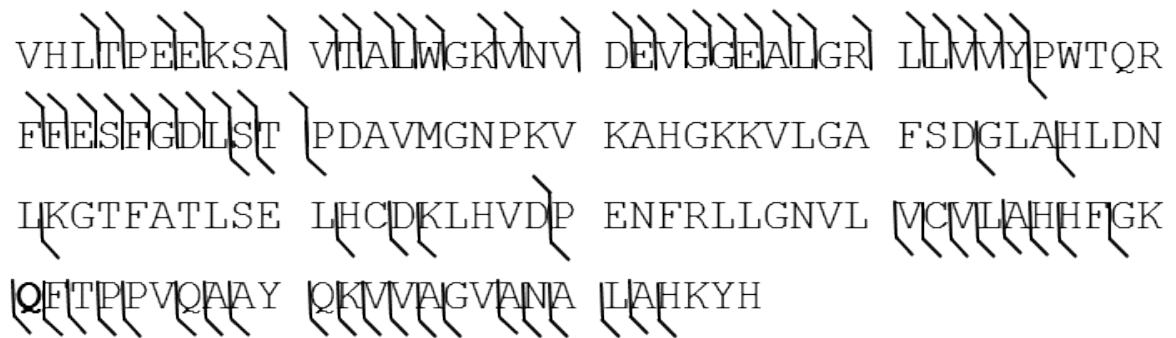 VHLTPEEKSA VTALWGKVNV DEVGGEALGR LLVVYPWTQR
FFESFGDLST PDAVMGNPKV KAHGKKVLGA FSDGLAHLDN
LKGTFATLSE LHCDKLHVDP ENFRLLGNVL VCVLAHHFGK
QFTPPVQAAY QKVVAGVANA LAHKYH